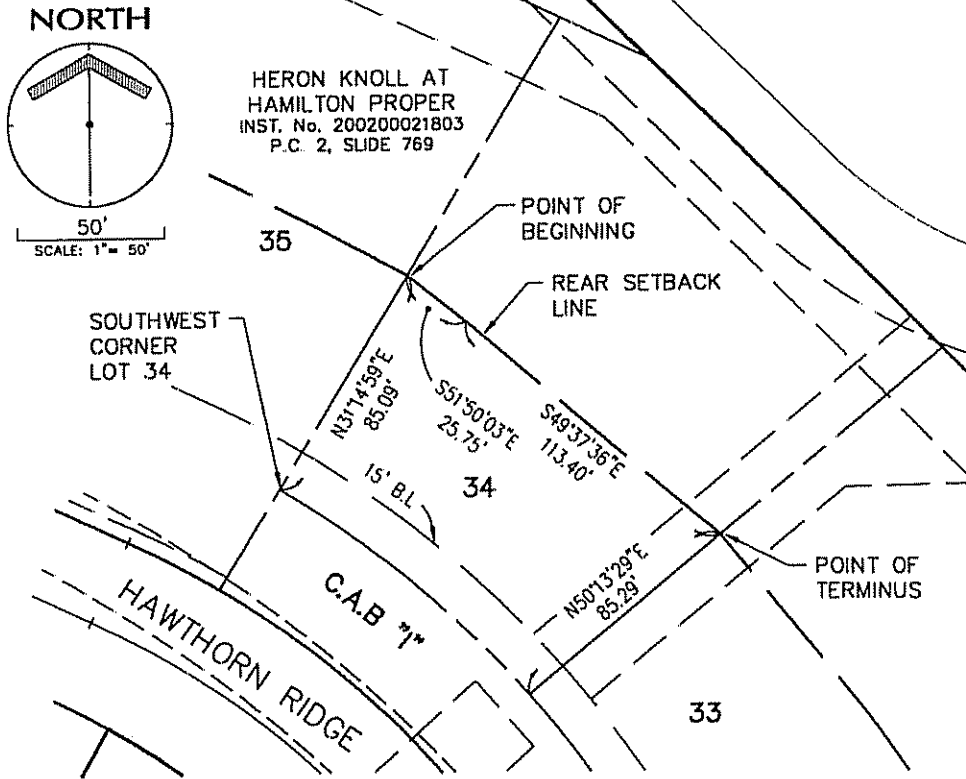 NORTH
50'
SCALE: 1"= 50'
HERON KNOLL AT
HAMILTON PROPER
INST. No. 200200021803
P.C. 2, SLIDE 769
35
POINT OF
BEGINNING
REAR SETBACK
LINE
SOUTHWEST
CORNER
LOT 34
N31°14'59"E
85.09'
S51°50'03"E
25.75'
S49°37'36"E
113.40'
15' B.L
34
N50°13'29"E
85.29'
POINT OF
TERMINUS
C.A.B "I"
HAWTHORN RIDGE
33